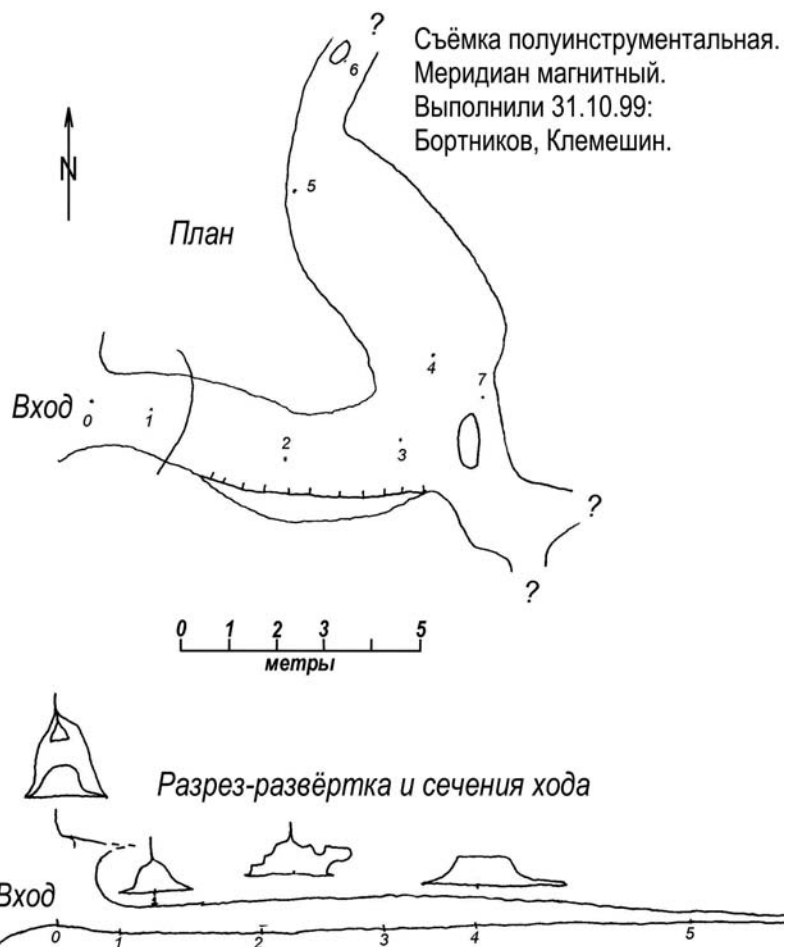 ?
Съёмка полуинструментальная.
Меридиан магнитный.
Выполнили 31.10.99:
Бортников, Клемешин.
6
N
5
План
4
7
Вход
0
1
2
3
?
?
0 1 2 3 5
метры
Разрез-развёртка и сечения хода
Вход
0 1 2 3 4 5